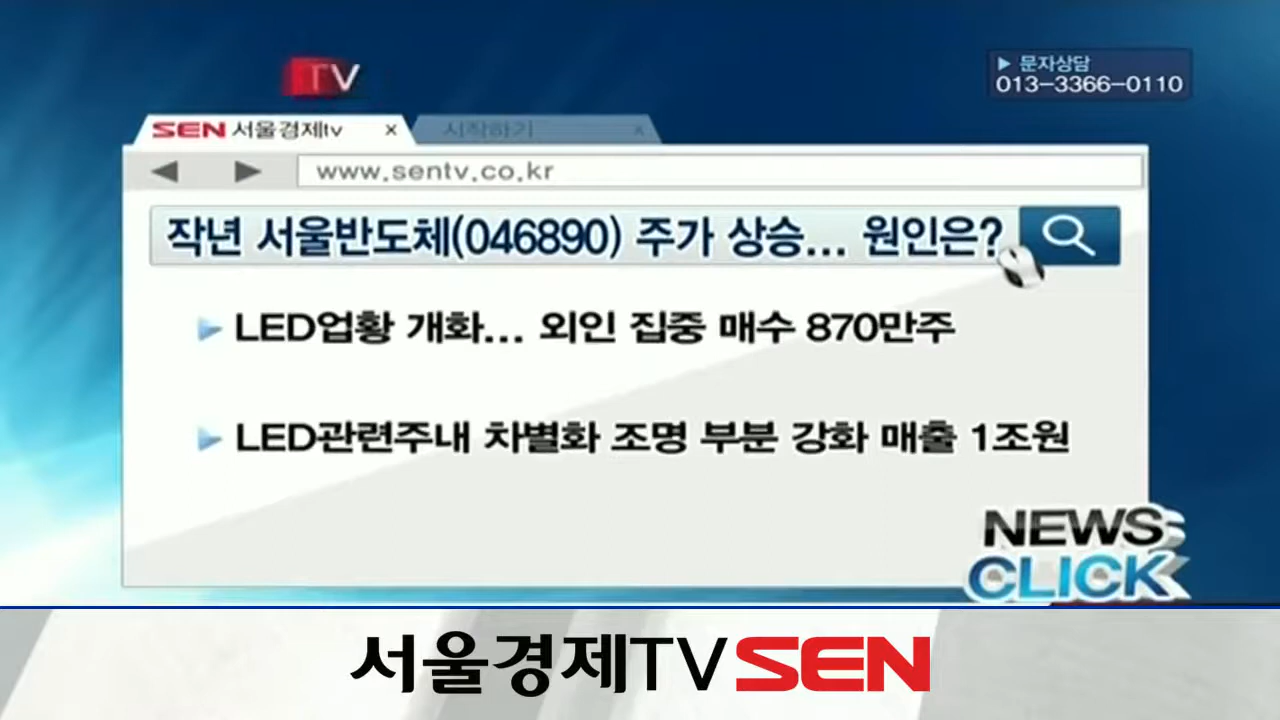 TV
▶ 문자상담
013-3366-0110
SEN 서울경제tv × 시작하기 ×
www.sentv.co.kr
작년 서울반도체(046890) 주가 상승... 원인은?
LED업황 개화... 외인 집중 매수 870만주
LED관련주내 차별화 조명 부분 강화 매출 1조원
NEWS
CLICK
서울경제TV SEN